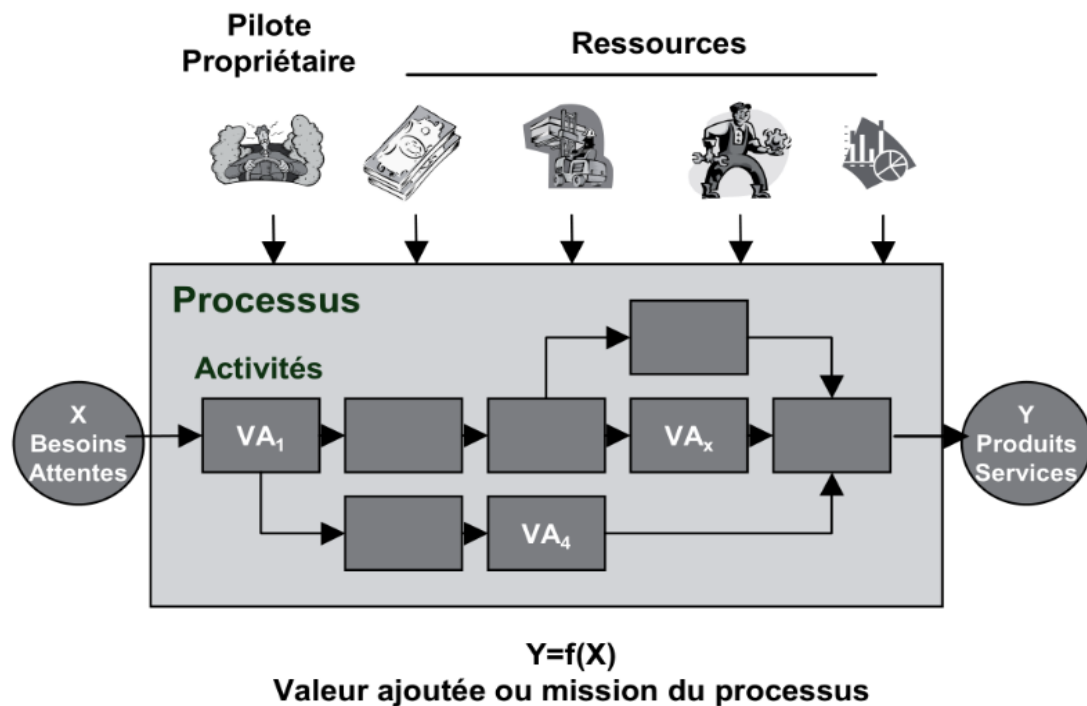 Pilote
Propriétaire
Ressources
Processus
Activités
X
Besoins
Attentes
VA₁
VAₓ
VA₄
Y
Produits
Services
Y=f(X)
Valeur ajoutée ou mission du processus